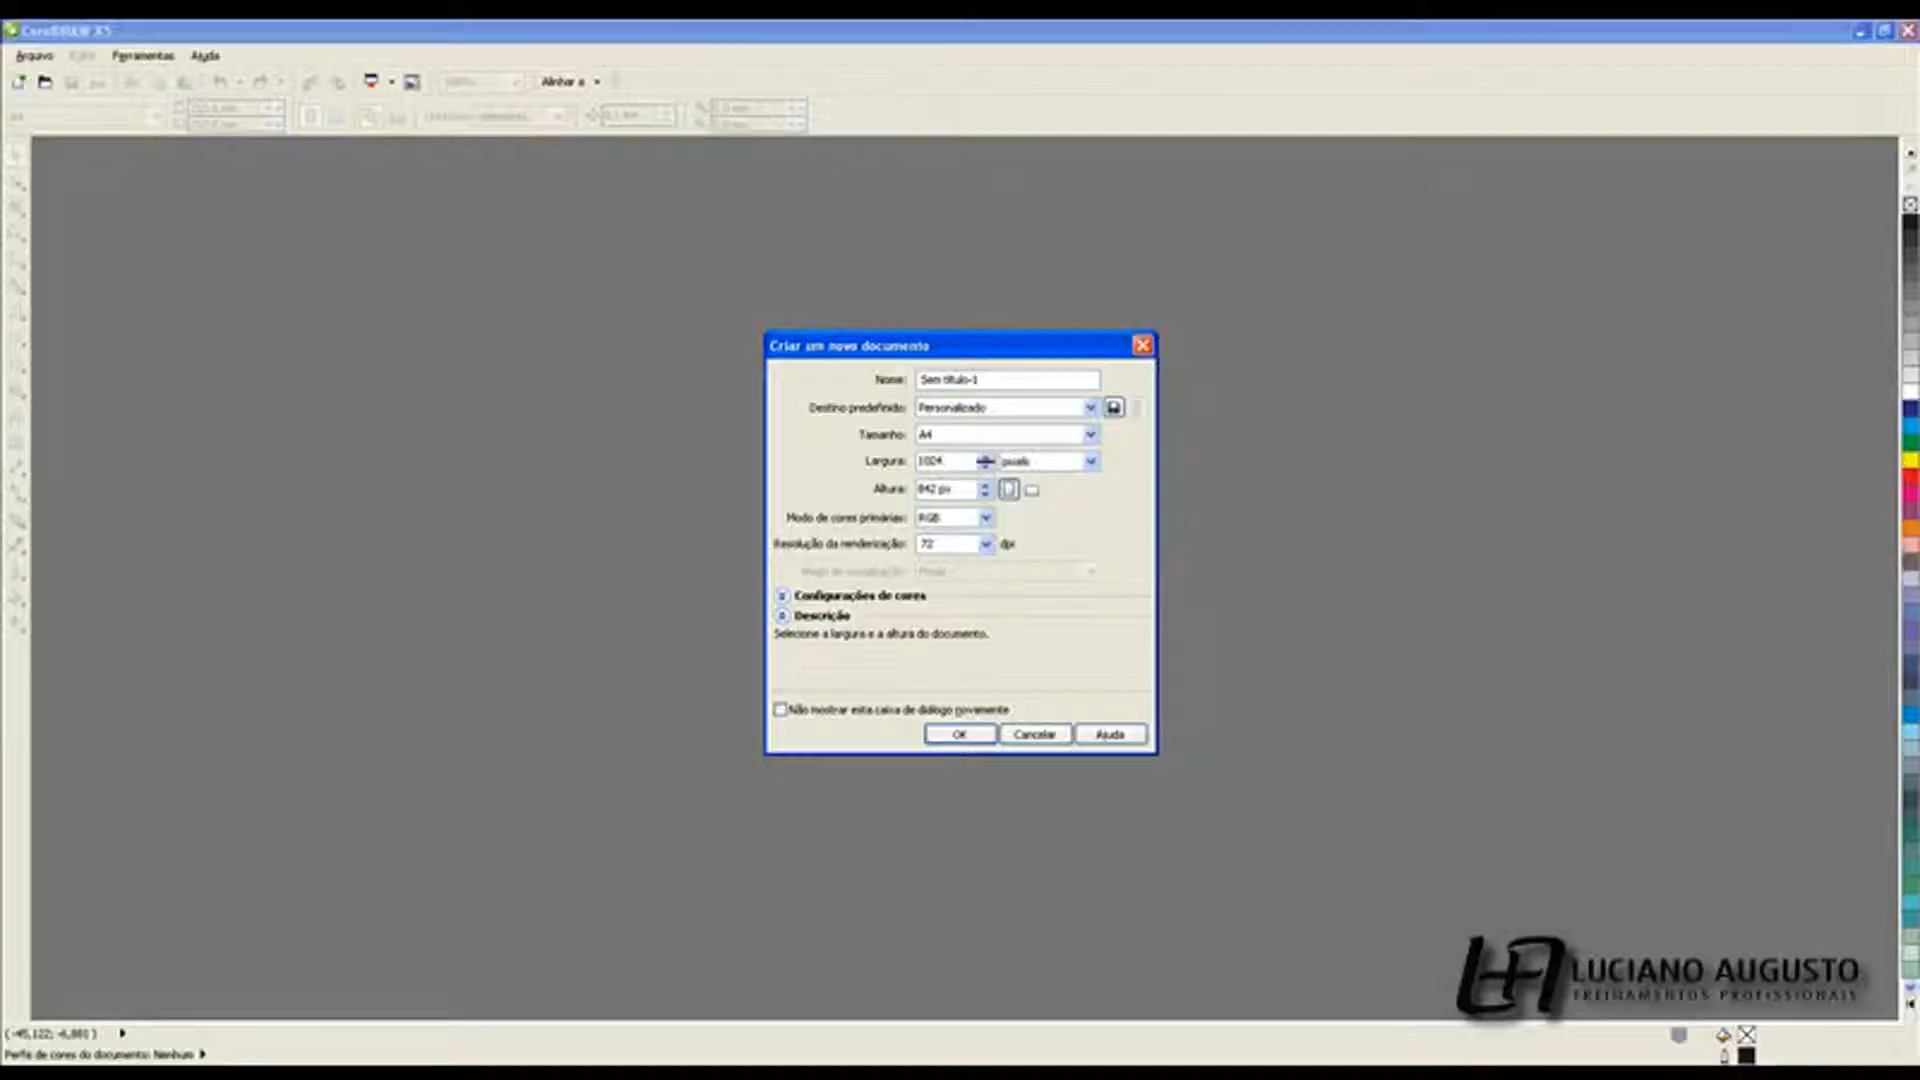 CorelDRAW X5
Arquivo Ferramentas Ajuda
Alinhar a
Criar um novo documento
Nome: Sem título-1
Destino predefinido: Personalizado
Tamanho: A4
Largura: 1024 pixels
Altura: 842 px
Modo de cores primárias: RGB
Resolução da renderização: 72 dpi
Configurações de cores
Descrição
Selecione a largura e a altura do documento.
Não mostrar esta caixa de diálogo novamente
OK Cancelar Ajuda
LUCIANO AUGUSTO
TREINAMENTOS PROFISSIONAIS
Perfis de cores do documento: Nenhum